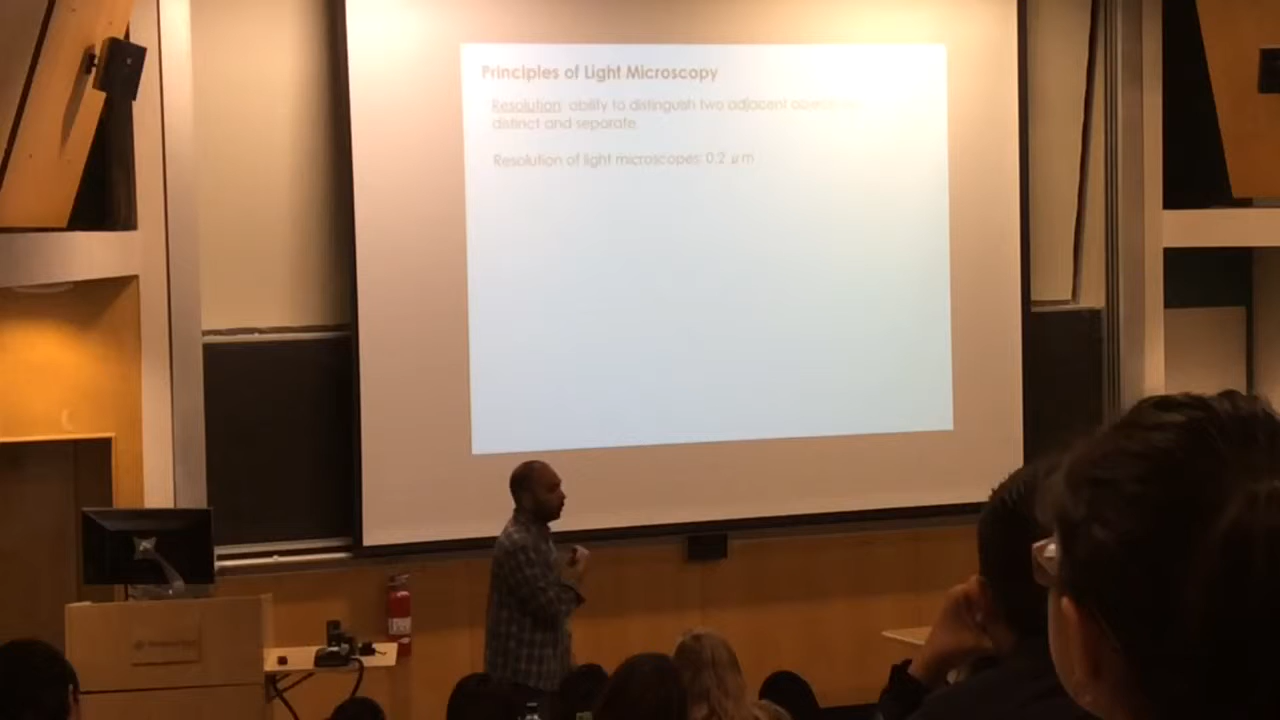 Principles of Light Microscopy
Resolution: ability to distinguish two adjacent
distinct and separate
Resolution of light microscopes: 0.2 μm